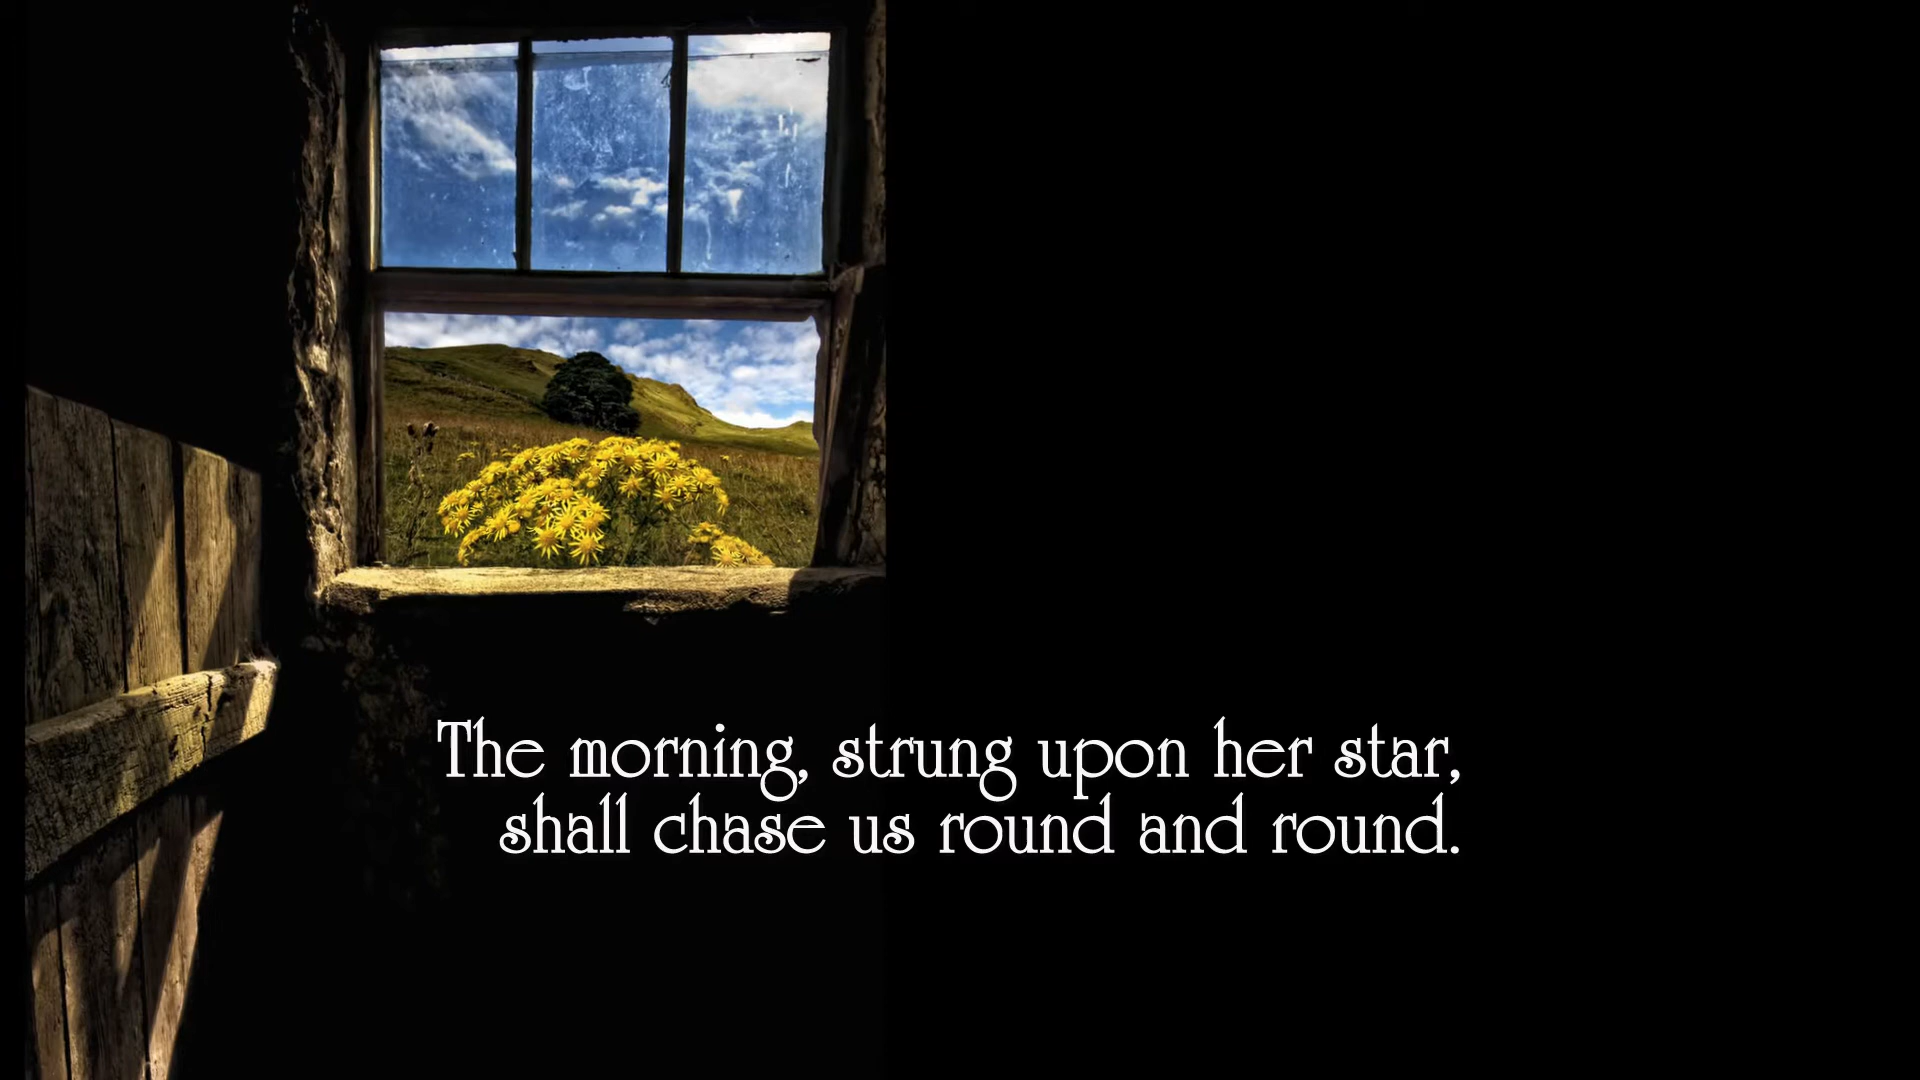 The morning, strung upon her star,
shall chase us round and round.